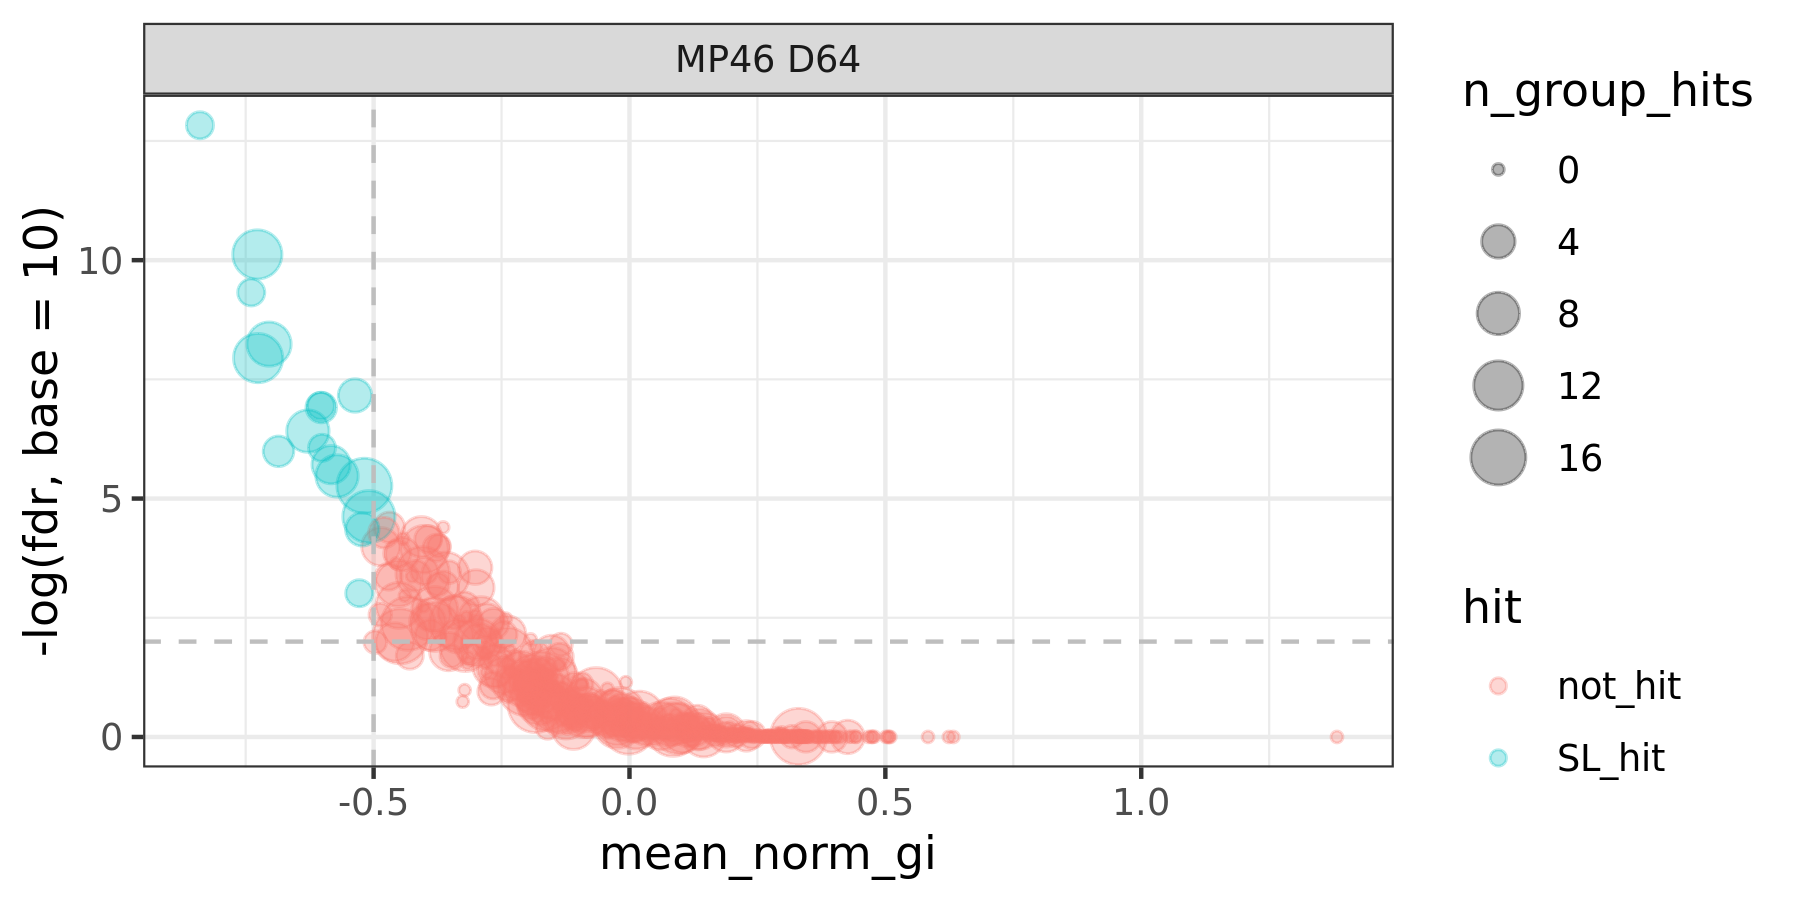 MP46 D64
-log(fdr, base = 10)
10
5
0
-0.5
0.0
0.5
1.0
mean_norm_gi
n_group_hits
0
4
8
12
16
hit
not_hit
SL_hit